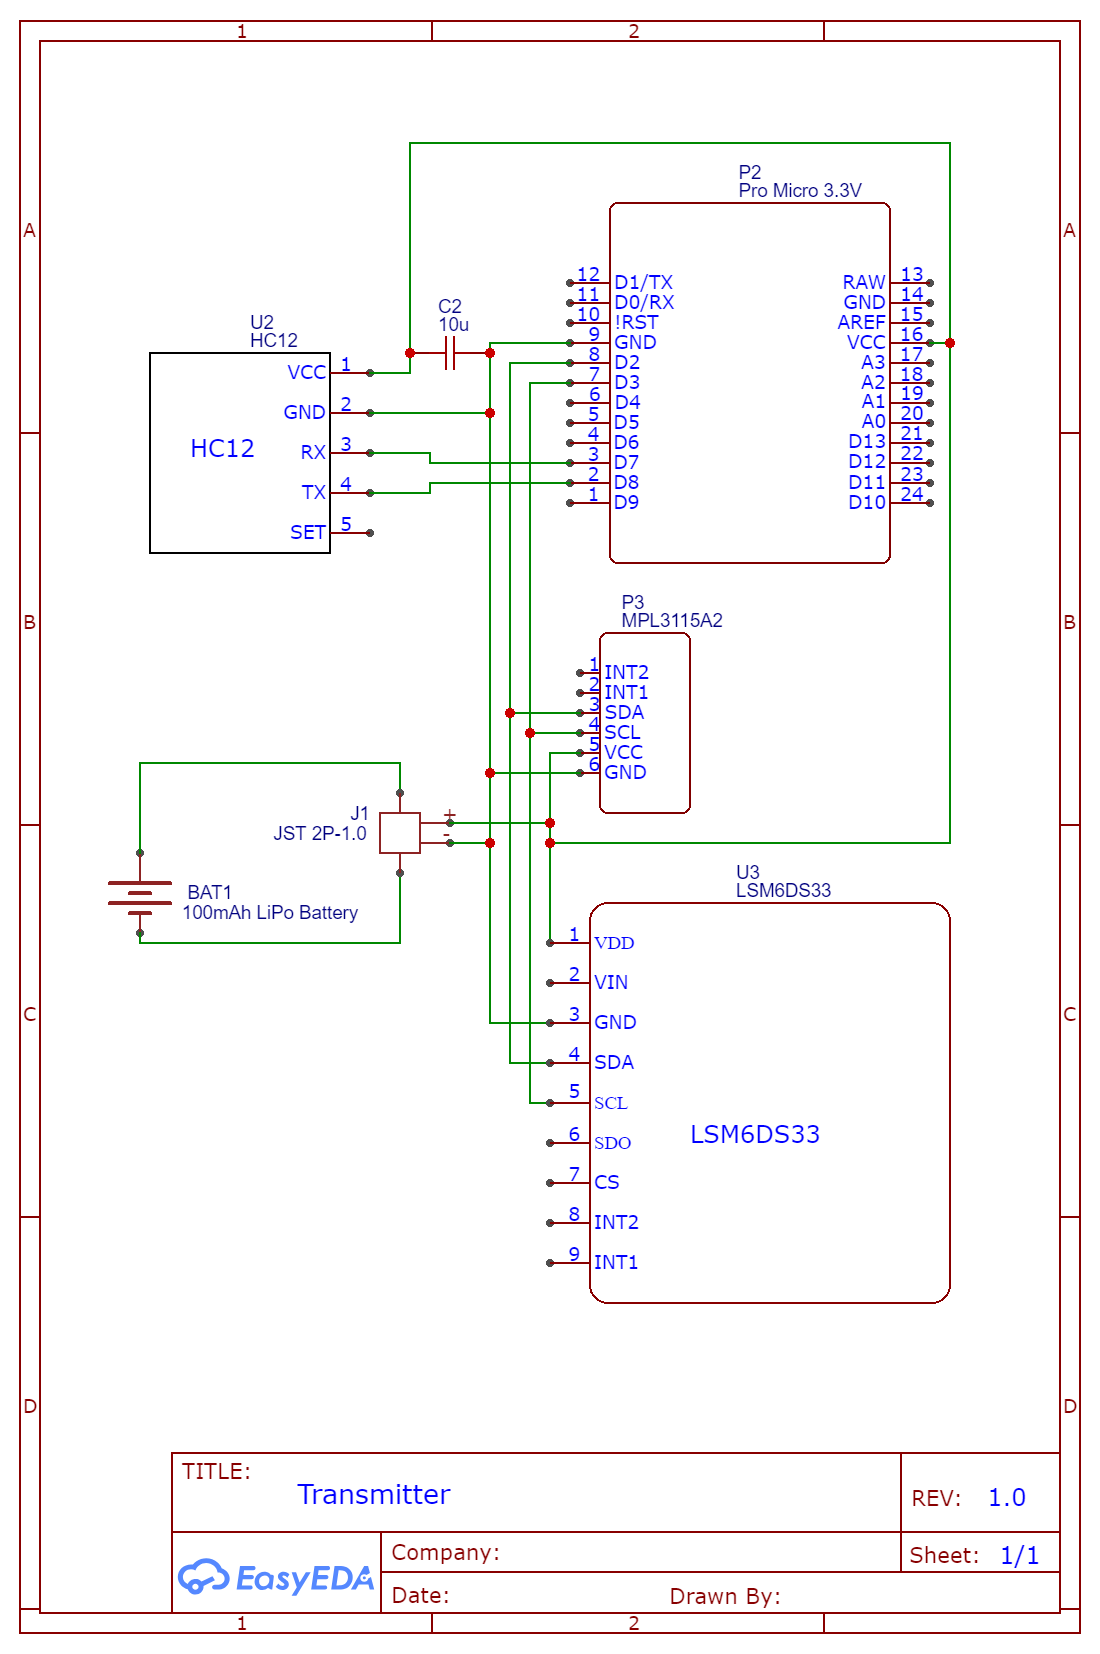 1 2
A A
B B
C C
D D
P2
Pro Micro 3.3V
12 D1/TX
11 D0/RX
10 !RST
9 GND
8 D2
7 D3
6 D4
5 D5
4 D6
3 D7
2 D8
1 D9
RAW 13
GND 14
AREF 15
VCC 16
A3 17
A2 18
A1 19
A0 20
D13 21
D12 22
D11 23
D10 24
C2
10u
U2
HC12
HC12
VCC 1
GND 2
RX 3
TX 4
SET 5
P3
MPL3115A2
1 INT2
2 INT1
3 SDA
4 SCL
5 VCC
6 GND
J1
JST 2P-1.0
+
-
BAT1
100mAh LiPo Battery
U3
LSM6DS33
1 VDD
2 VIN
3 GND
4 SDA
5 SCL
6 SDO
7 CS
8 INT2
9 INT1
LSM6DS33
TITLE:
Transmitter
REV: 1.0
EasyEDA
Company:
Sheet: 1/1
Date:
Drawn By:
1 2